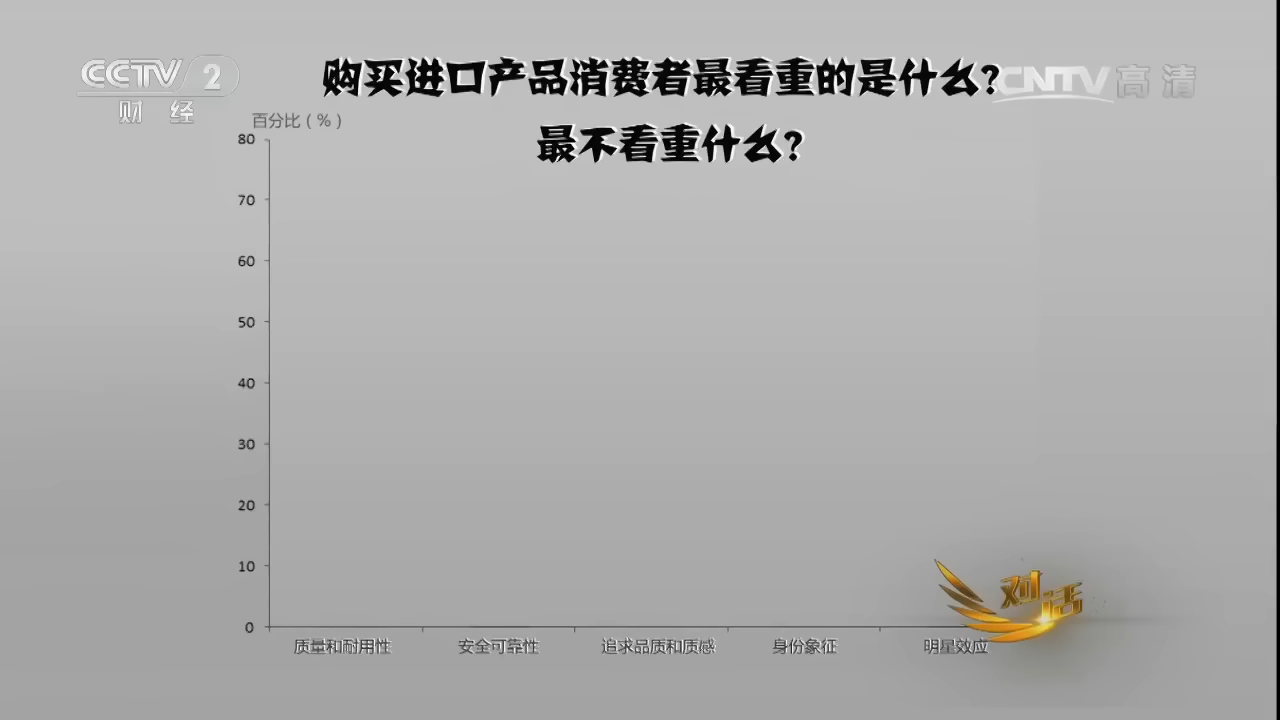 CCTV 2
财经
购买进口产品消费者最看重的是什么?
CNTV 高清
最不看重什么?
百分比（%）
80
70
60
50
40
30
20
10
0
质量和耐用性 安全可靠性 追求品质和质感 身份象征 明星效应
对话